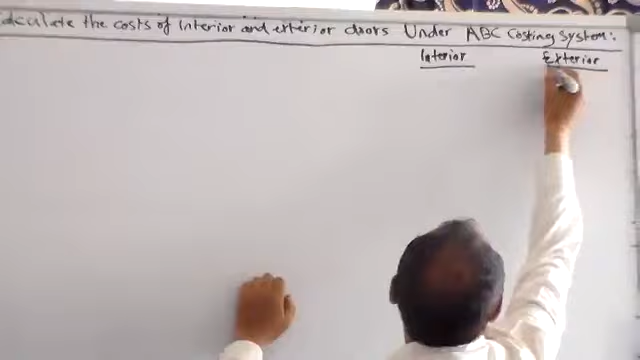 alculate the costs of Interior and exterior doors Under ABC Costing System:
Interior Exterior